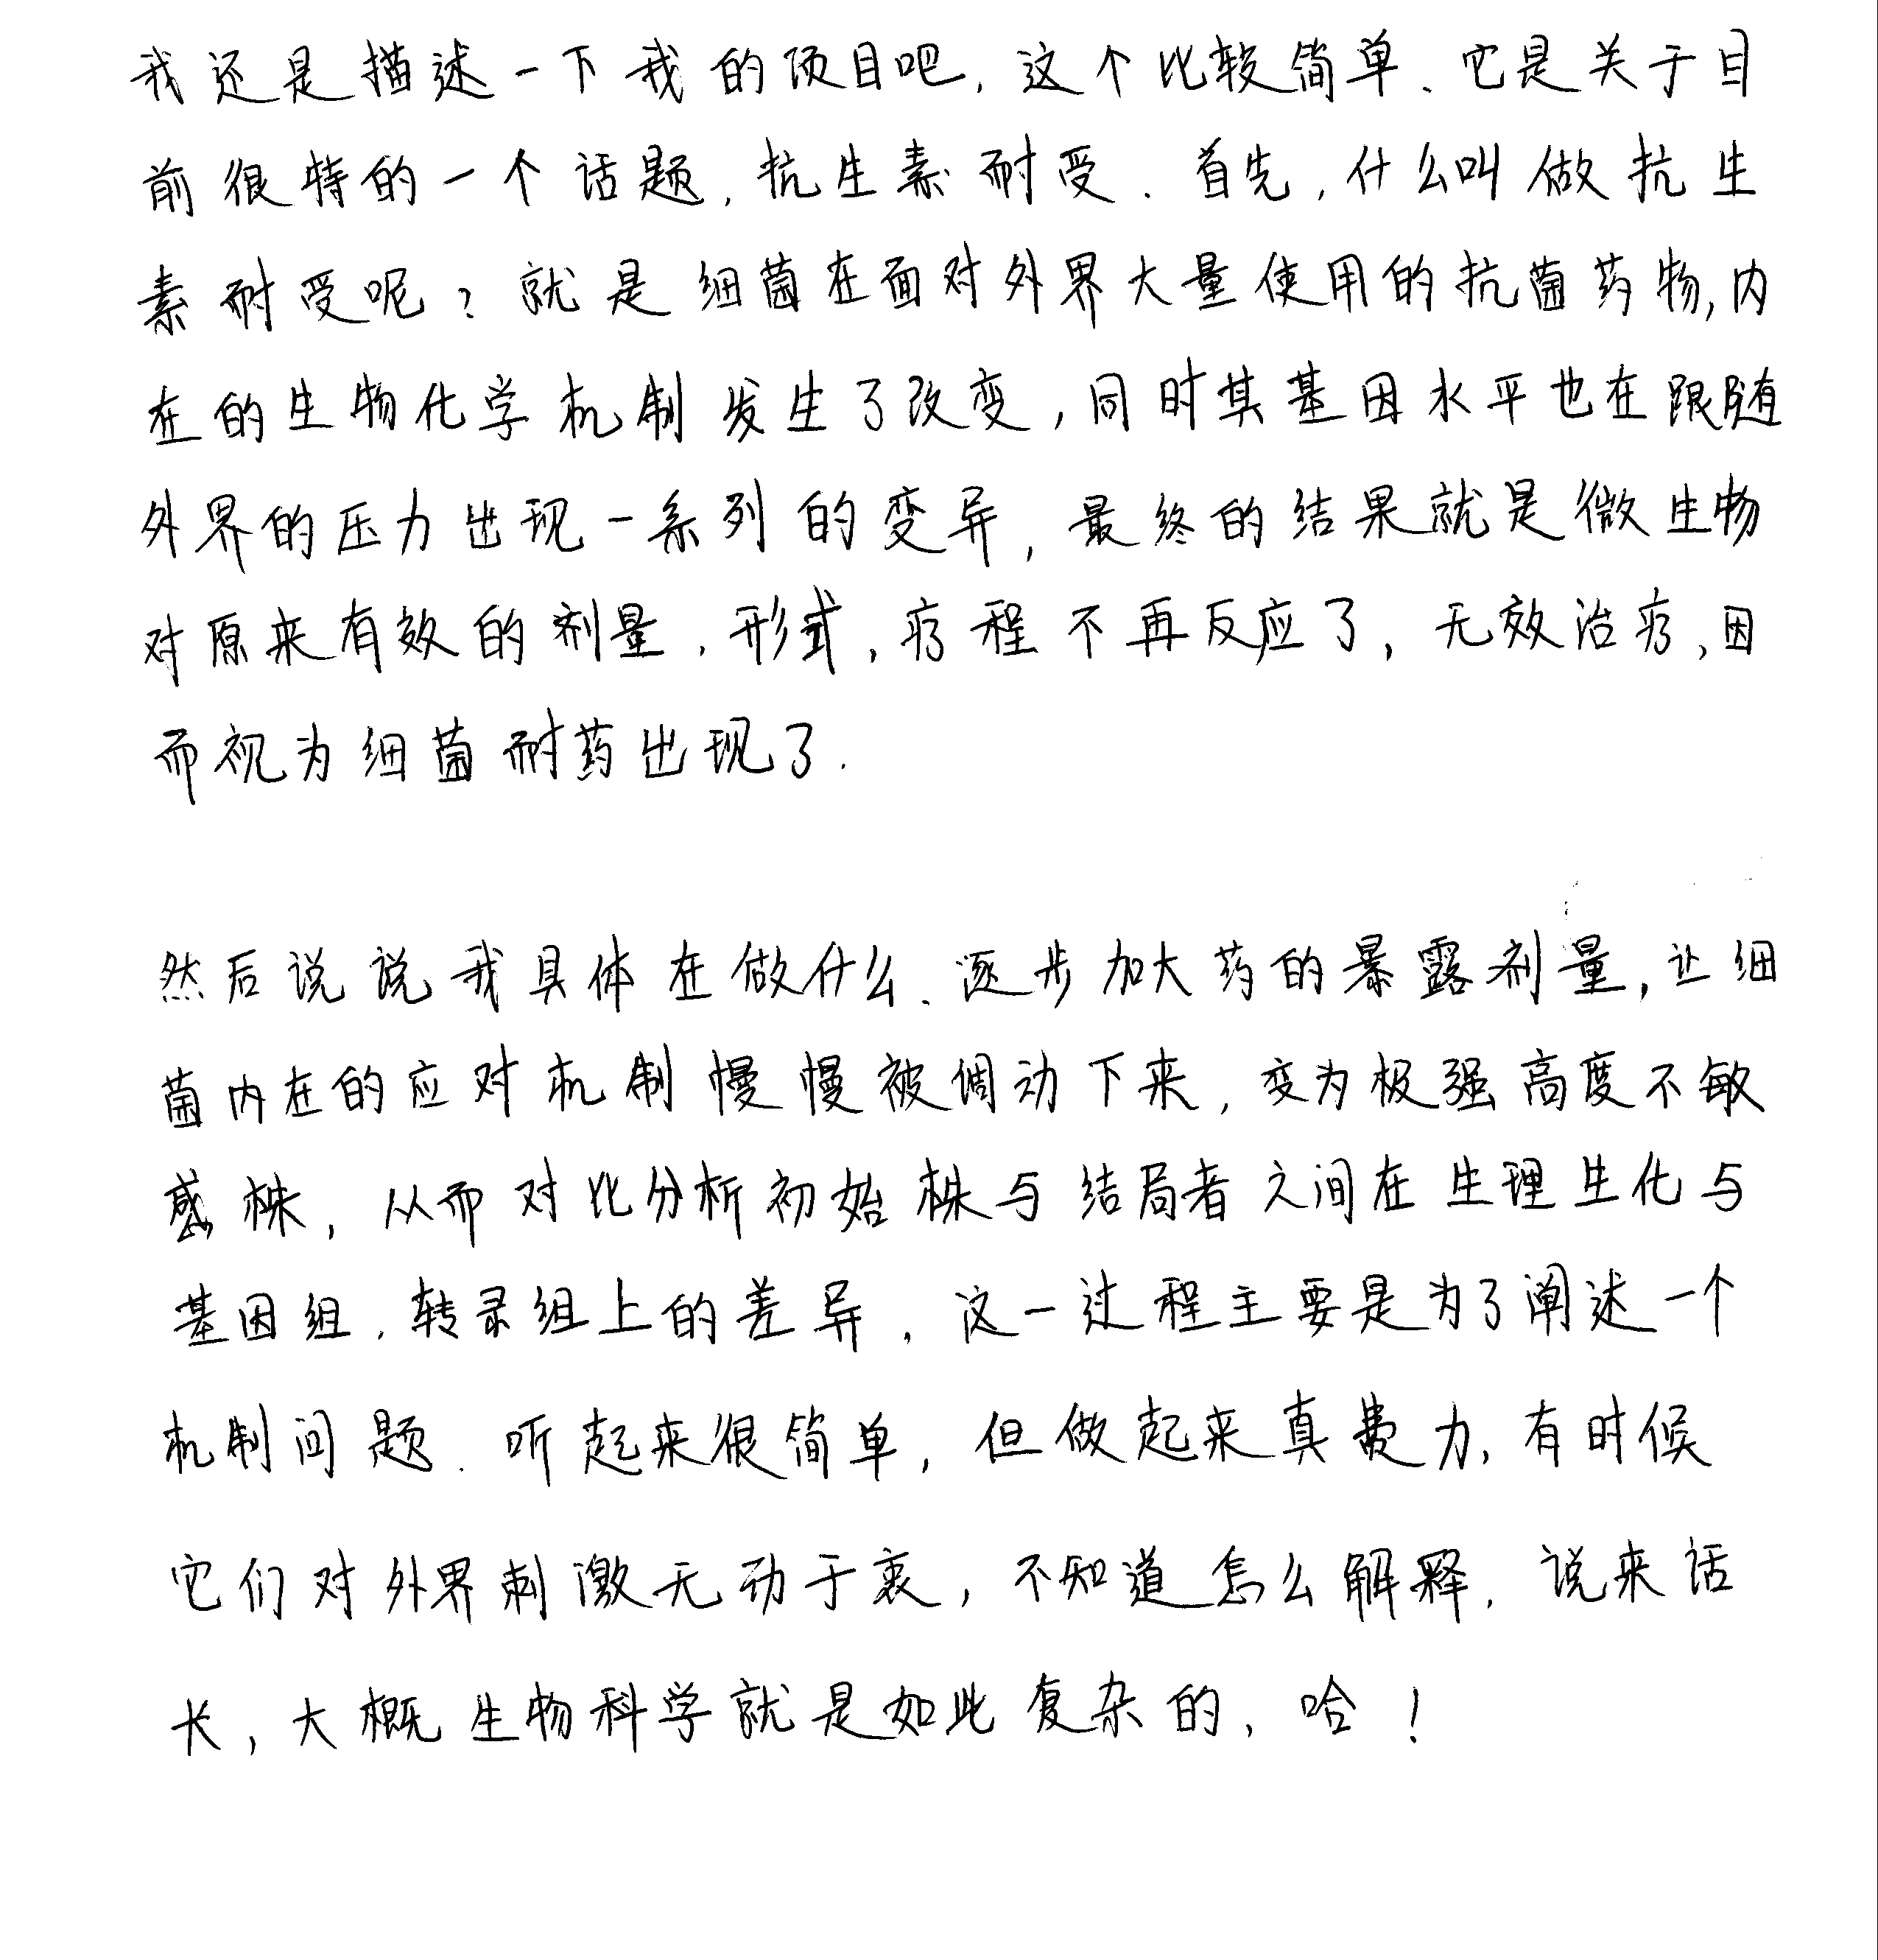 我还是描述一下我的项目吧,这个比较简单、它是关于目
前很特的一个话题,抗生素耐受.首先,什么叫做抗生
素耐受呢?就是细菌在面对外界大量使用的抗菌药物,内
在的生物化学机制发生了改变,同时其基因水平也在跟随
外界的压力出现一系列的变异,最终的结果就是微生物
对原来有效的剂量,形式,疗程不再反应了,无效治疗,因
而视为细菌耐药出现了.
然后说说我具体在做什么、逐步加大药的暴露剂量,让细
菌内在的应对机制慢慢被调动下来,变为极强高度不敏
感株,从而对比分析初始株与结局者之间在生理生化与
基因组,转录组上的差异,这一过程主要是为了阐述一个
机制问题.听起来很简单,但做起来真费力,有时候
它们对外界刺激无动于衷,不知道怎么解释,说来话
长,大概生物科学就是如此复杂的,哈!